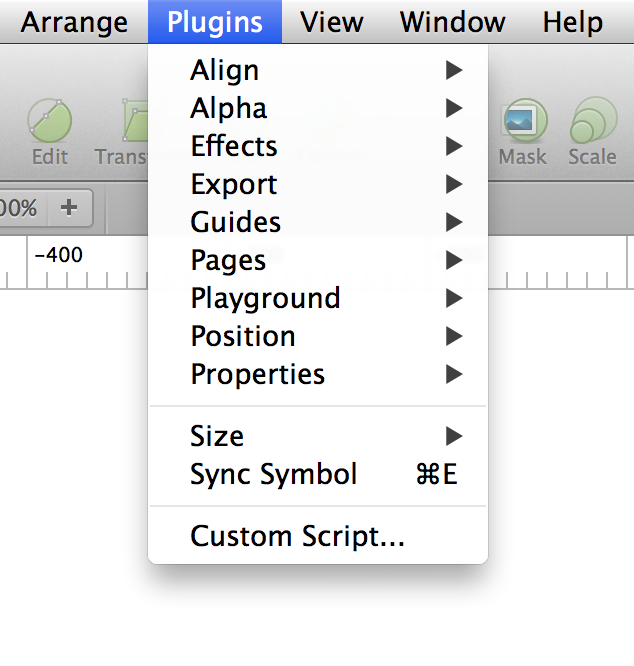 Arrange Plugins View Window Help
Align
Alpha
Effects
Export
Guides
Pages
Playground
Position
Properties
Size
Sync Symbol ⌘E
Custom Script...
Edit
Mask Scale
+
-400